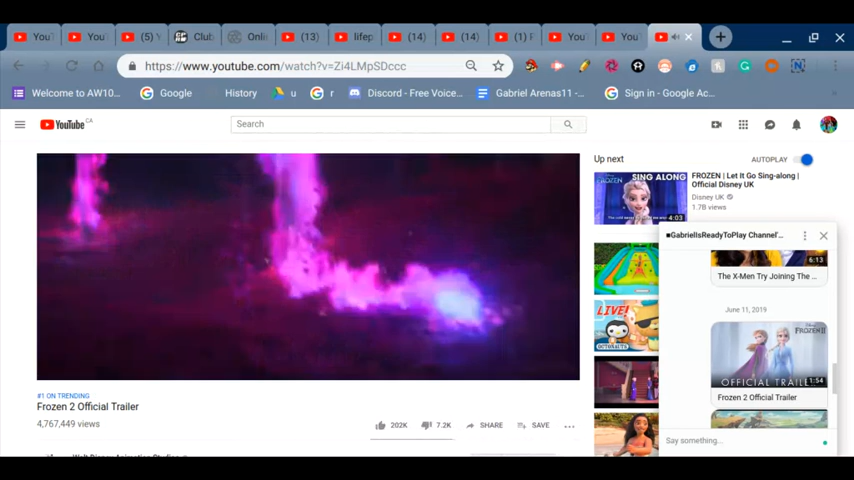 You
You
(5) Y
Club
Onli
(13)
lifep
(14)
(14)
(1) F
You
You
https://www.youtube.com/watch?v=Zi4LMpSDccc
Welcome to AW10...
Google
History
u
r
Discord - Free Voice...
Gabriel Arenas11 -...
Sign in - Google Ac...
YouTube CA
Search
Up next
AUTOPLAY
FROZEN
SING ALONG
4:03
FROZEN | Let It Go Sing-along |
Official Disney UK
Disney UK
1.7B views
■GabrielIsReadyToPlay Channel'...
6:13
The X-Men Try Joining The ...
June 11, 2019
LIVE!
OCTONAUTS
FROZEN II
OFFICIAL TRAILE
1:54
Frozen 2 Official Trailer
Say something...
#1 ON TRENDING
Frozen 2 Official Trailer
4,767,449 views
202K
7.2K
SHARE
SAVE